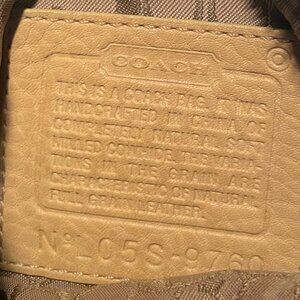 COACH
THIS IS A COACH BAG. IT WAS
HANDCRAFTED IN CHINA OF
COMPLETELY NATURAL SOFT
MILLED COWHIDE. THE VARIA
TIONS IN THE GRAIN ARE
CHARACTERISTIC OF NATURAL
FULL GRAIN LEATHER.
Nº L05S-9760